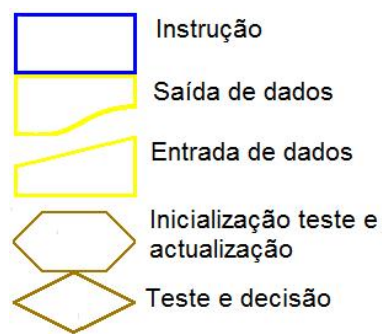 Instrução
Saída de dados
Entrada de dados
Inicialização teste e
actualização
Teste e decisão